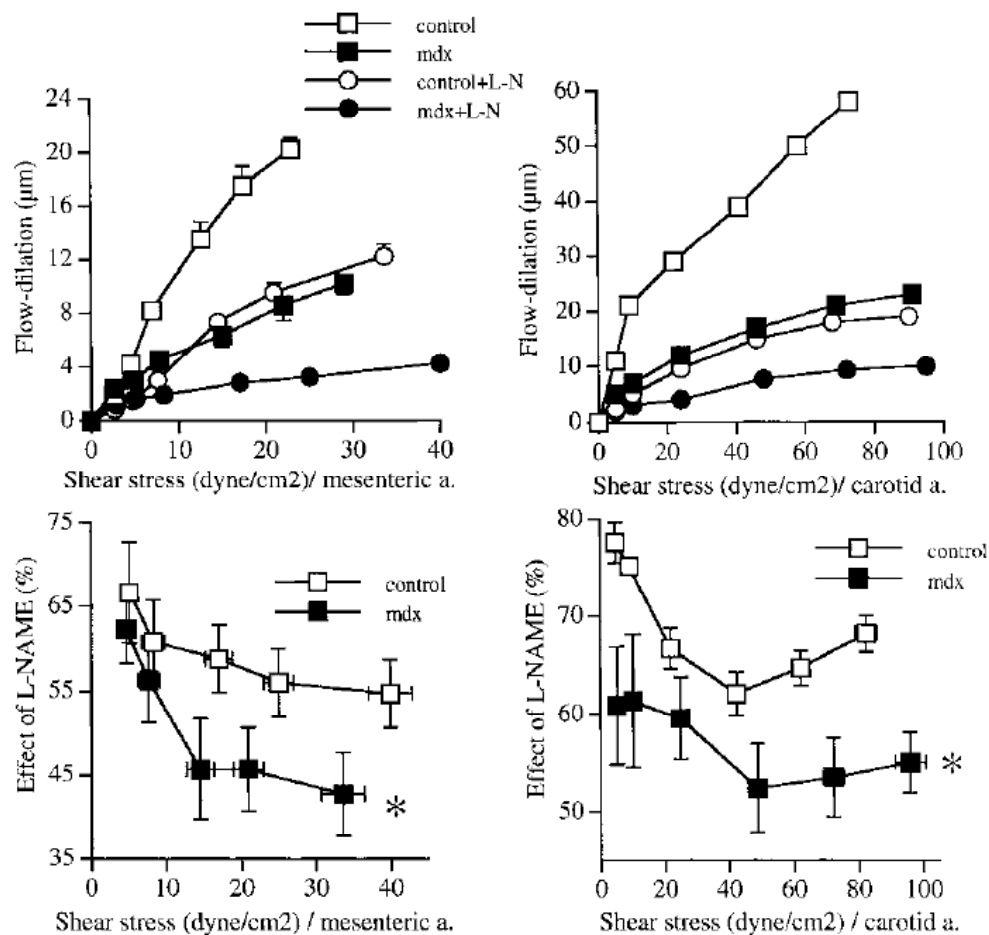 control
mdx
control+L-N
mdx+L-N
24
20
16
12
8
4
0
Flow-dilation (μm)
0 10 20 30 40
Shear stress (dyne/cm2)/ mesenteric a.
60
50
40
30
20
10
0
Flow-dilation (μm)
0 20 40 60 80 100
Shear stress (dyne/cm2)/ carotid a.
75
65
55
45
35
Effect of L-NAME (%)
control
mdx
*
0 10 20 30 40
Shear stress (dyne/cm2) / mesenteric a.
80
70
60
50
Effect of L-NAME (%)
control
mdx
*
0 20 40 60 80 100
Shear stress (dyne/cm2) / carotid a.